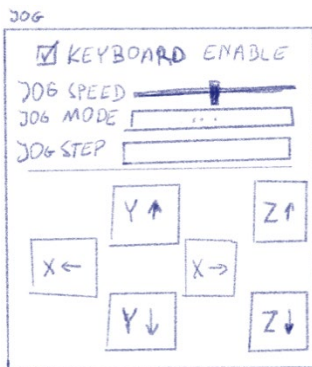 JOG
KEYBOARD ENABLE
JOG SPEED
JOG MODE ...
JOG STEP
Y ↑ Z ↑
X ← X →
Y ↓ Z ↓